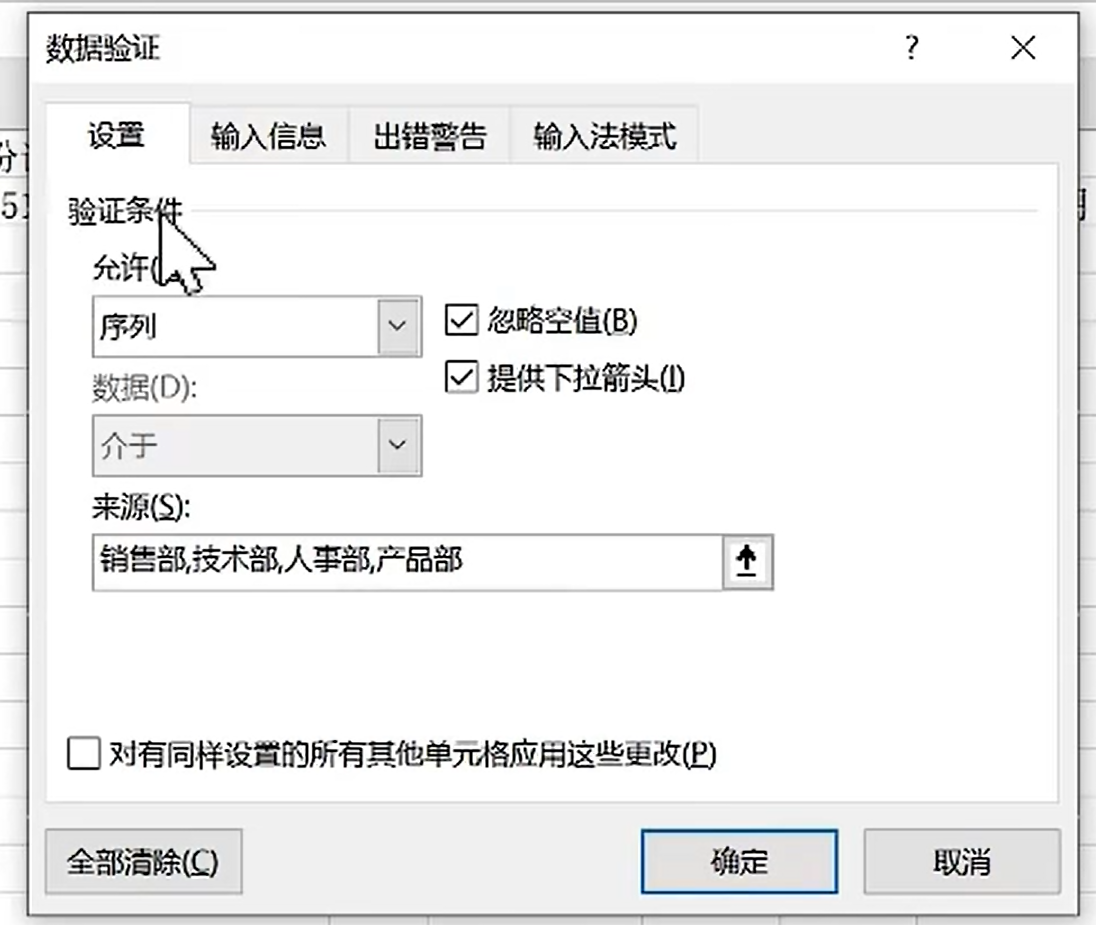 数据验证 ?
设置 输入信息 出错警告 输入法模式
验证条件
允许(
序列 忽略空值(B)
提供下拉箭头(I)
数据(D):
介于
来源(S):
销售部,技术部,人事部,产品部
对有同样设置的所有其他单元格应用这些更改(P)
全部清除(C) 确定 取消